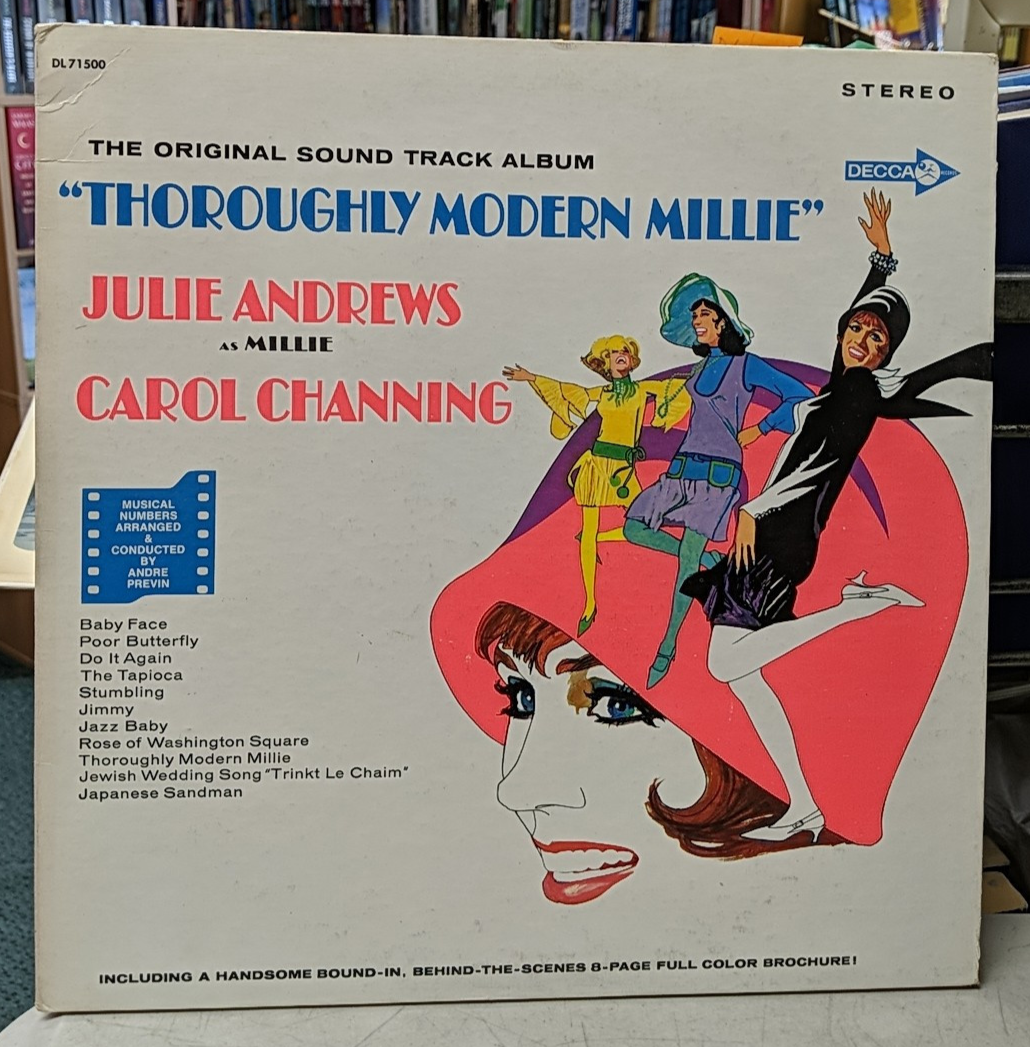 DL 71500
STEREO
THE ORIGINAL SOUND TRACK ALBUM
DECCA RECORDS
"THOROUGHLY MODERN MILLIE"
JULIE ANDREWS
AS MILLIE
CAROL CHANNING
MUSICAL
NUMBERS
ARRANGED
&
CONDUCTED
BY
ANDRE
PREVIN
Baby Face
Poor Butterfly
Do It Again
The Tapioca
Stumbling
Jimmy
Jazz Baby
Rose of Washington Square
Thoroughly Modern Millie
Jewish Wedding Song "Trinkt Le Chaim"
Japanese Sandman
INCLUDING A HANDSOME BOUND-IN, BEHIND-THE-SCENES 8-PAGE FULL COLOR BROCHURE!